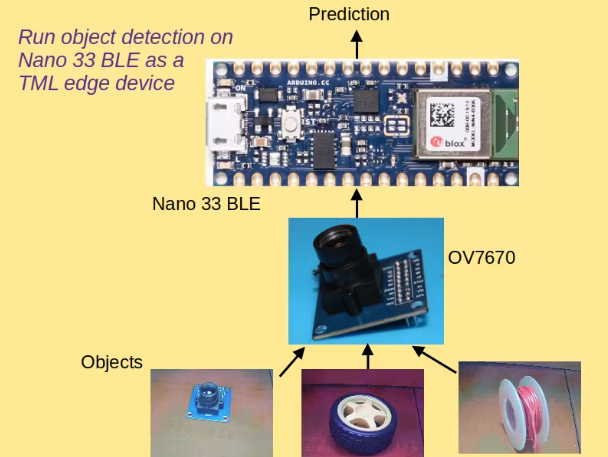 Prediction
Run object detection on
Nano 33 BLE as a
TML edge device
ARDUINO.CC
ON
blox
Nano 33 BLE
OV7670
Objects